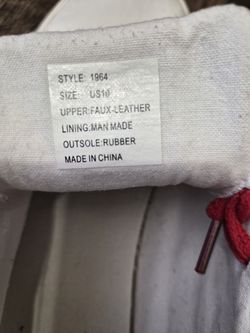 STYLE: 1964
SIZE: US10
UPPER:FAUX-LEATHER
LINING:MAN MADE
OUTSOLE:RUBBER
MADE IN CHINA